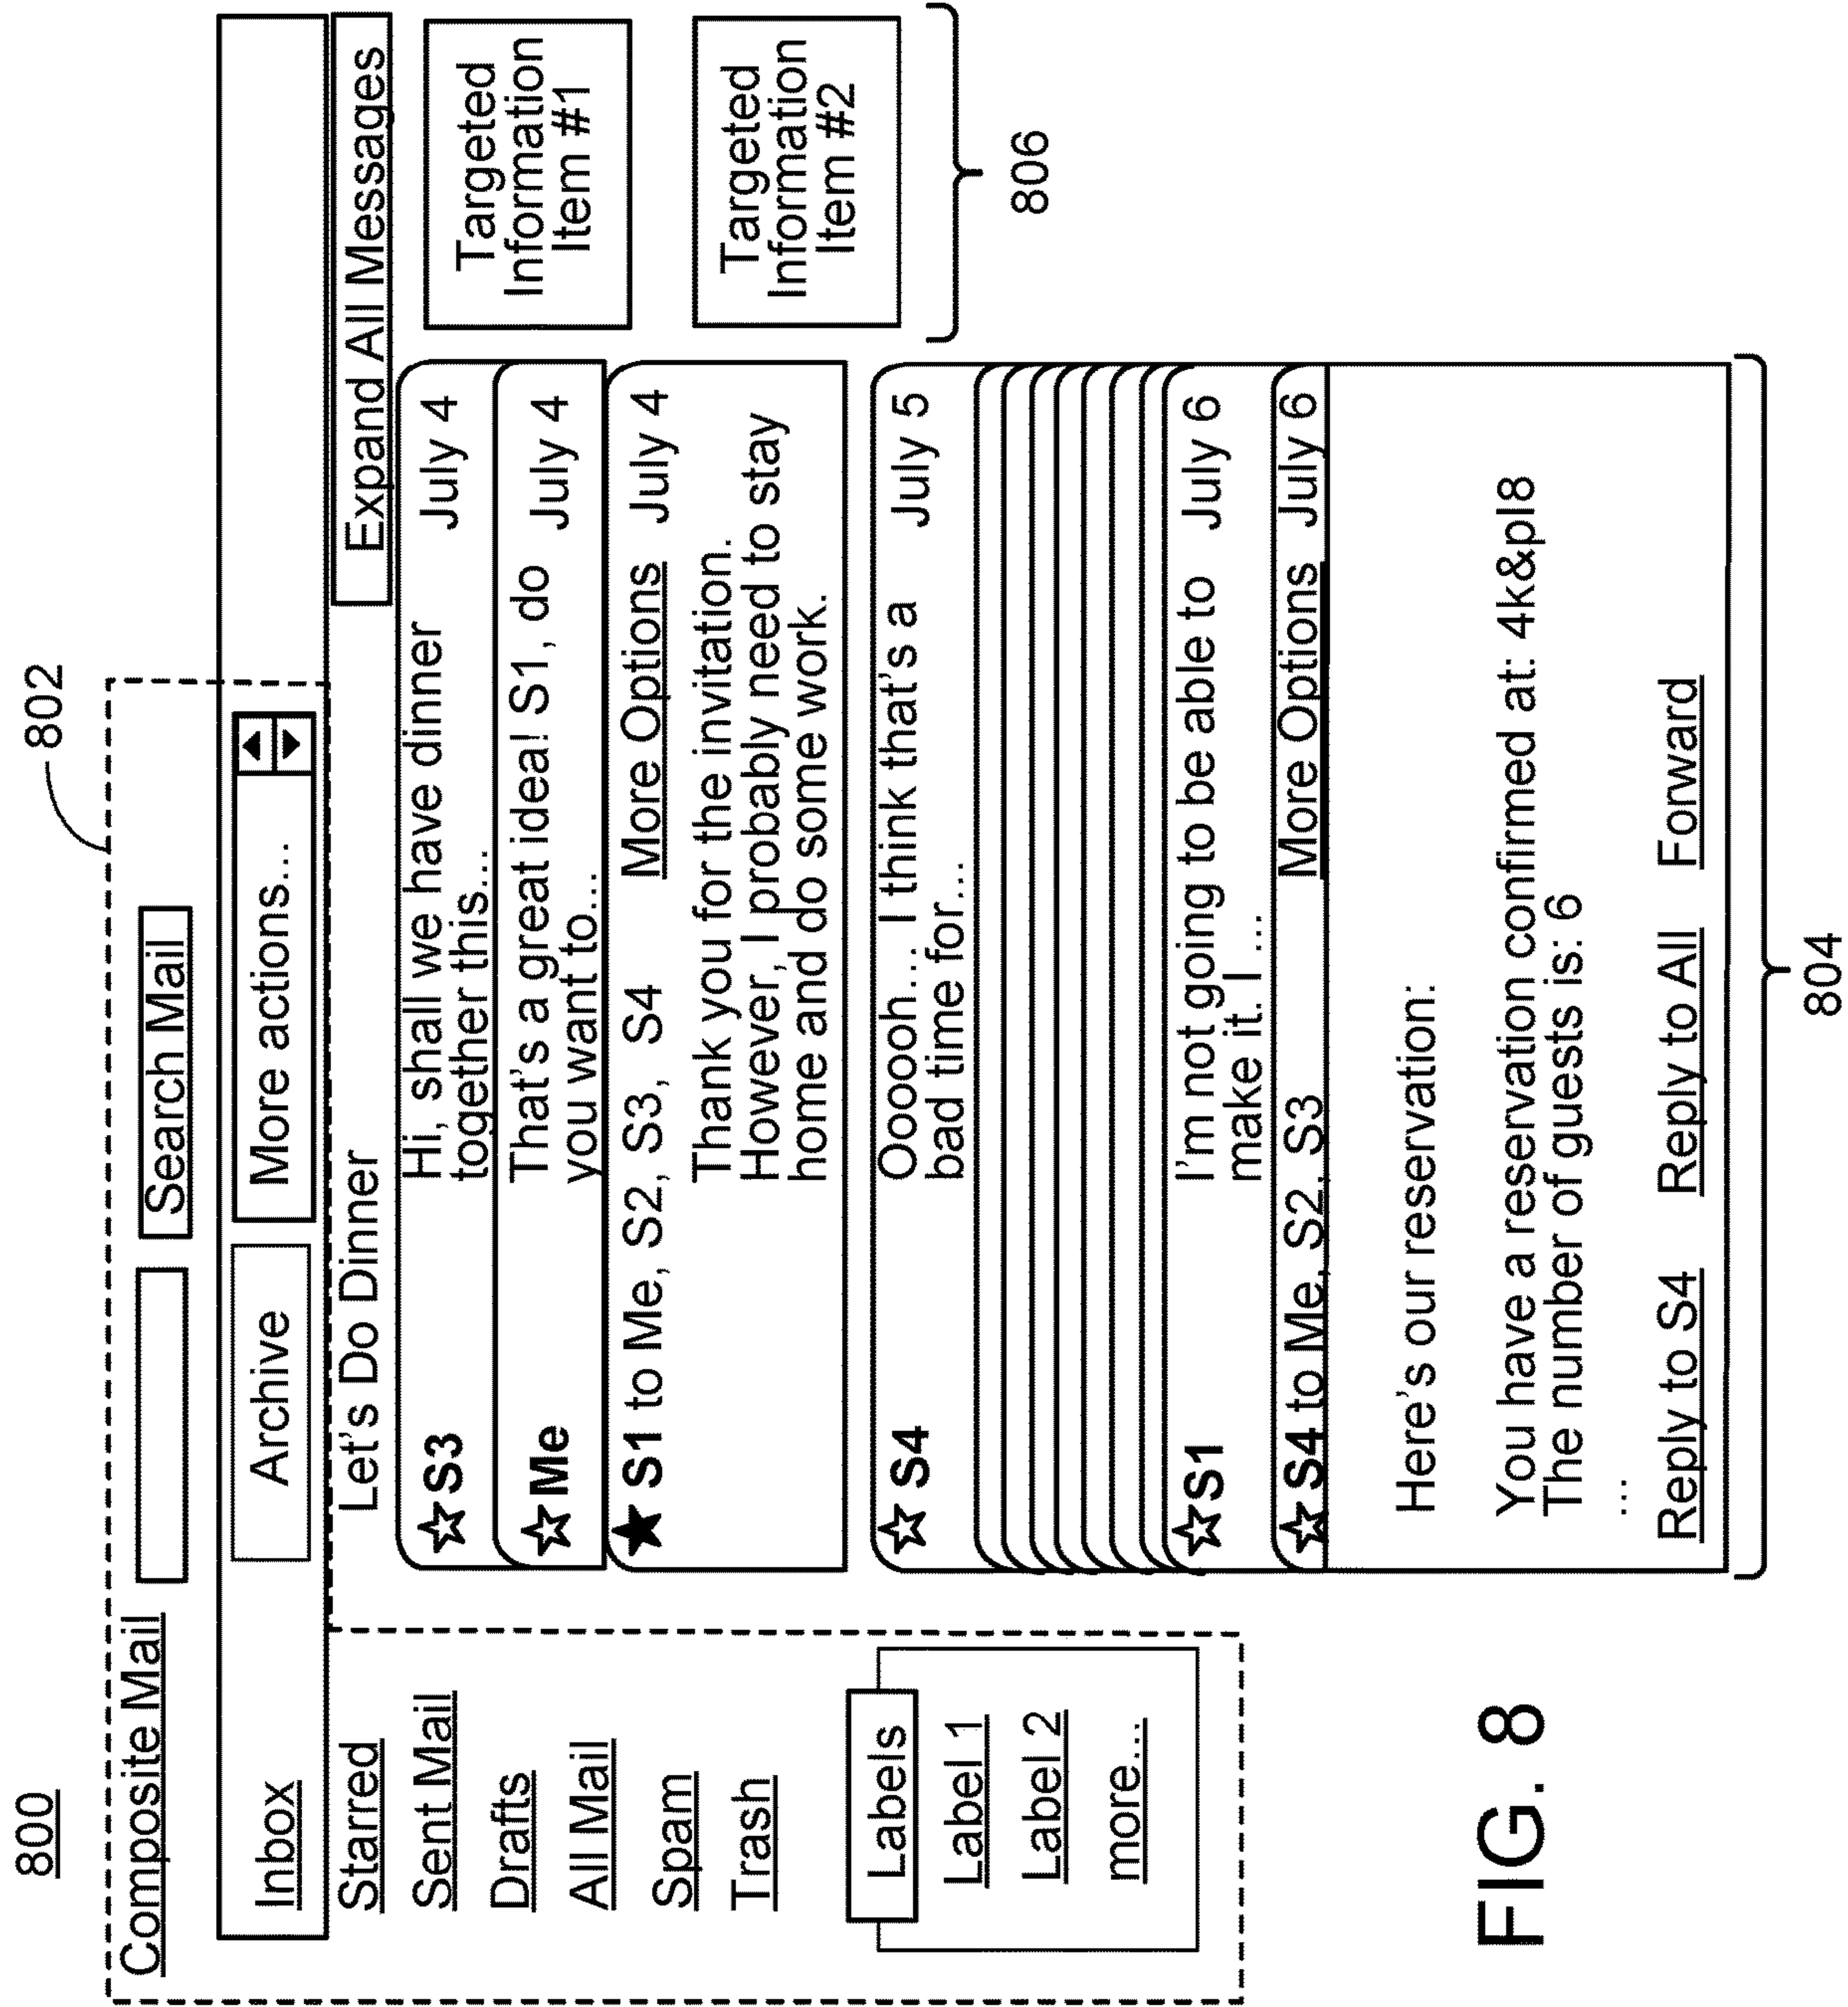 800
802
Composite Mail
Search Mail
Inbox
Archive
More actions...
Starred
Sent Mail
Drafts
All Mail
Spam
Trash
Labels
Label 1
Label 2
more...
Let's Do Dinner
Expand All Messages
S3
Hi, shall we have dinner
together this...
July 4
Me
That's a great idea! S1, do
you want to...
July 4
S1 to Me, S2, S3, S4
More Options
July 4
Thank you for the invitation.
However, I probably need to stay
home and do some work.
S4
Oooooh... I think that's a
bad time for...
July 5
S1
I'm not going to be able to
make it. I ...
July 6
S4 to Me, S2, S3
More Options
July 6
Here's our reservation:
You have a reservation confirmed at: 4k&pl8
The number of guests is: 6
...
Reply to S4
Reply to All
Forward
Targeted
Information
Item #1
Targeted
Information
Item #2
806
804
FIG. 8